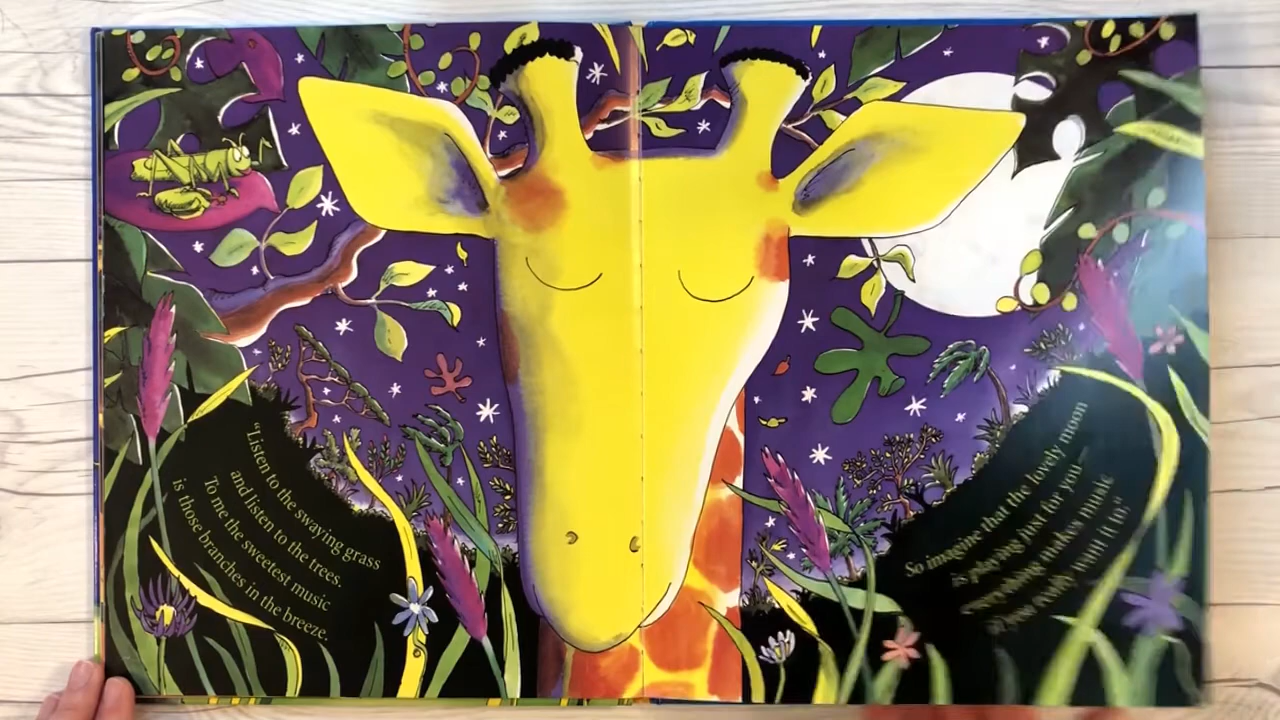 "Listen to the swaying grass
and listen to the trees.
To me the sweetest music
is those branches in the breeze.
So imagine that the lovely moon
is playing just for you
everything makes music
if you really want it to."